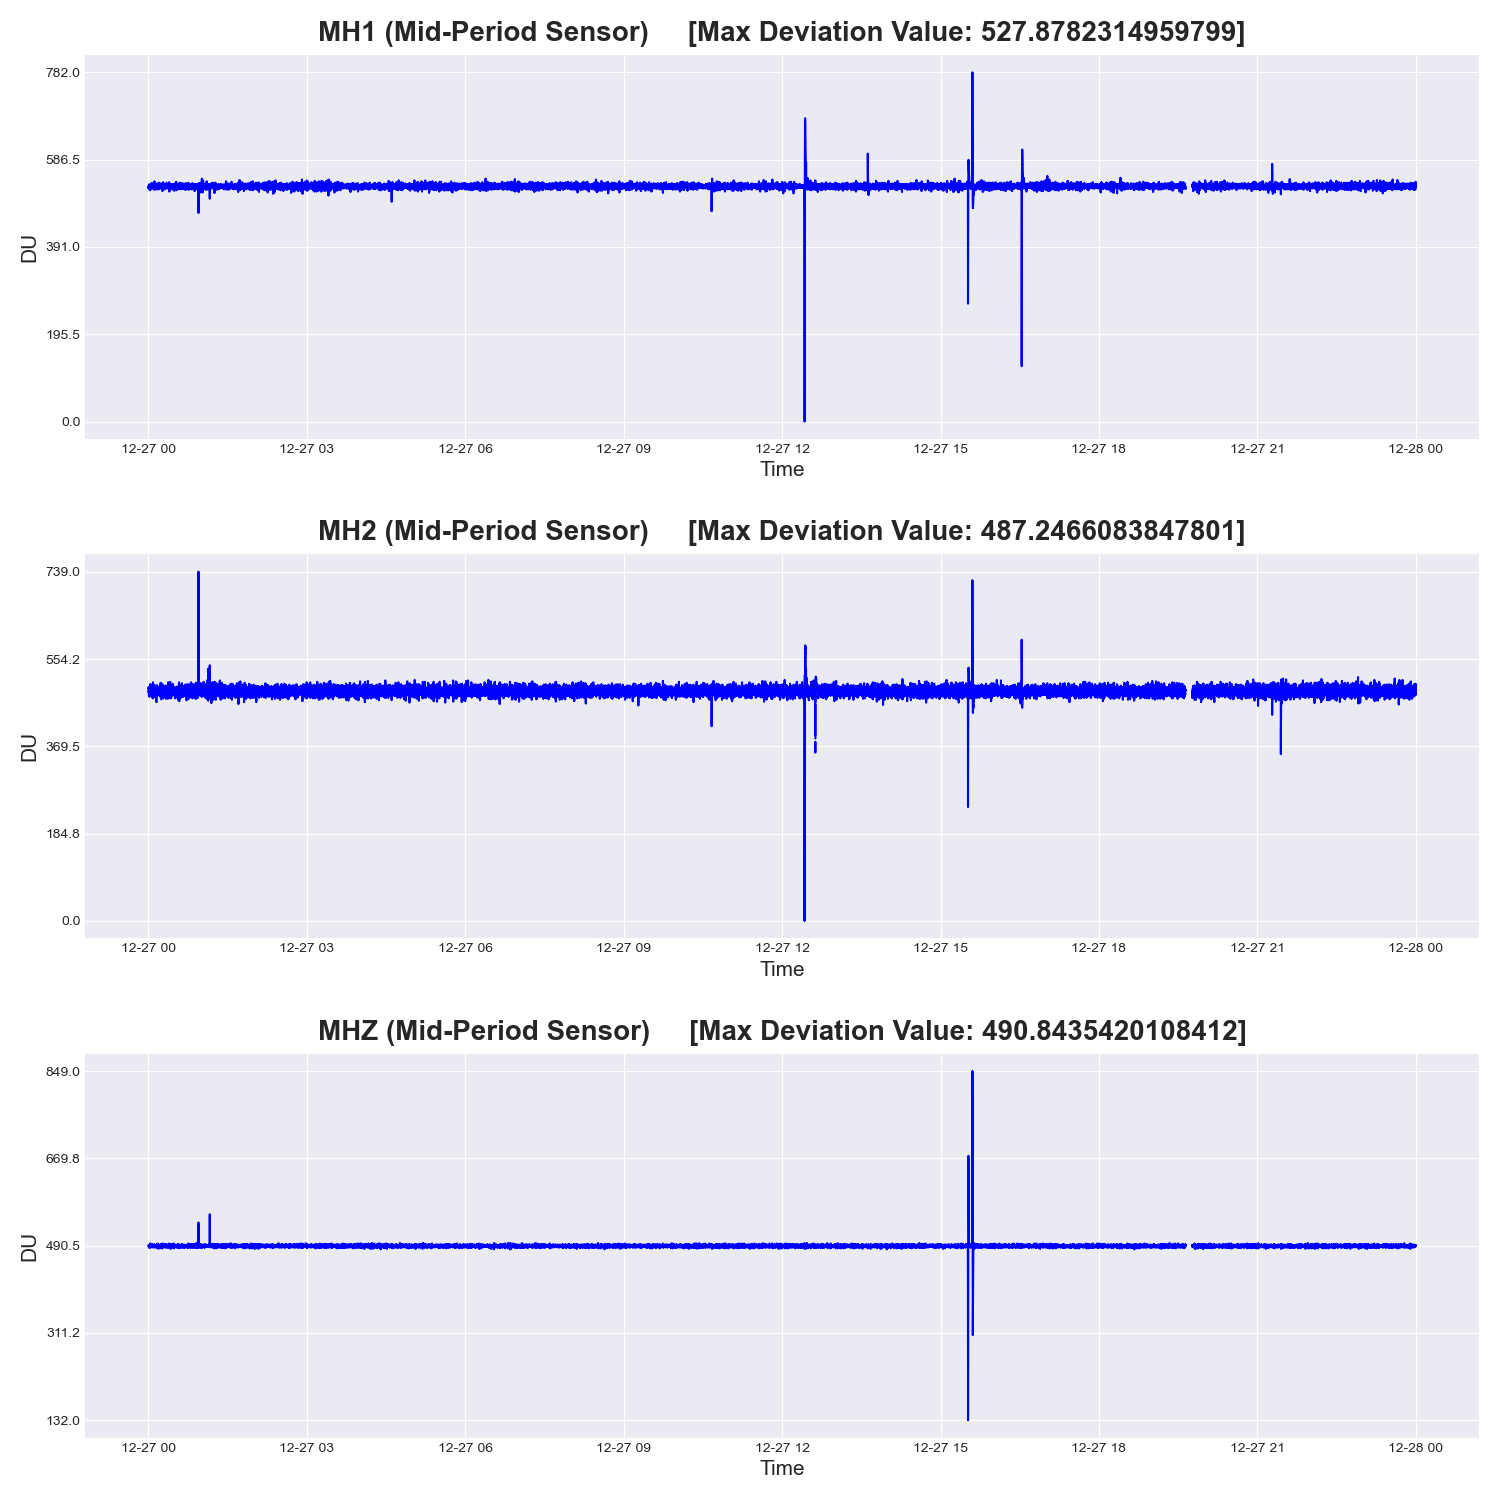 MH1 (Mid-Period Sensor) [Max Deviation Value: 527.8782314959799]
782.0
586.5
391.0
195.5
0.0
DU
12-27 00 12-27 03 12-27 06 12-27 09 12-27 12 12-27 15 12-27 18 12-27 21 12-28 00
Time
MH2 (Mid-Period Sensor) [Max Deviation Value: 487.2466083847801]
739.0
554.2
369.5
184.8
0.0
DU
12-27 00 12-27 03 12-27 06 12-27 09 12-27 12 12-27 15 12-27 18 12-27 21 12-28 00
Time
MHZ (Mid-Period Sensor) [Max Deviation Value: 490.8435420108412]
849.0
669.8
490.5
311.2
132.0
DU
12-27 00 12-27 03 12-27 06 12-27 09 12-27 12 12-27 15 12-27 18 12-27 21 12-28 00
Time